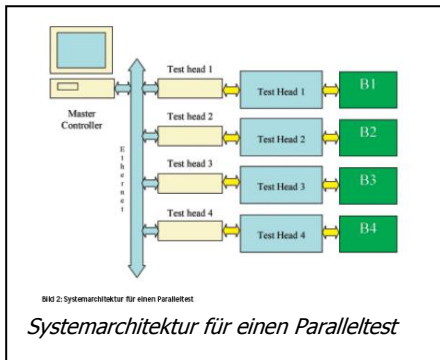 Test head 1
Test Head 1
B1
Master
Controller
Ethernet
Test head 2
Test Head 2
B2
Test head 3
Test Head 3
B3
Test head 4
Test Head 4
B4
Bild 2: Systemarchitektur für einen Paralleltest
Systemarchitektur für einen Paralleltest